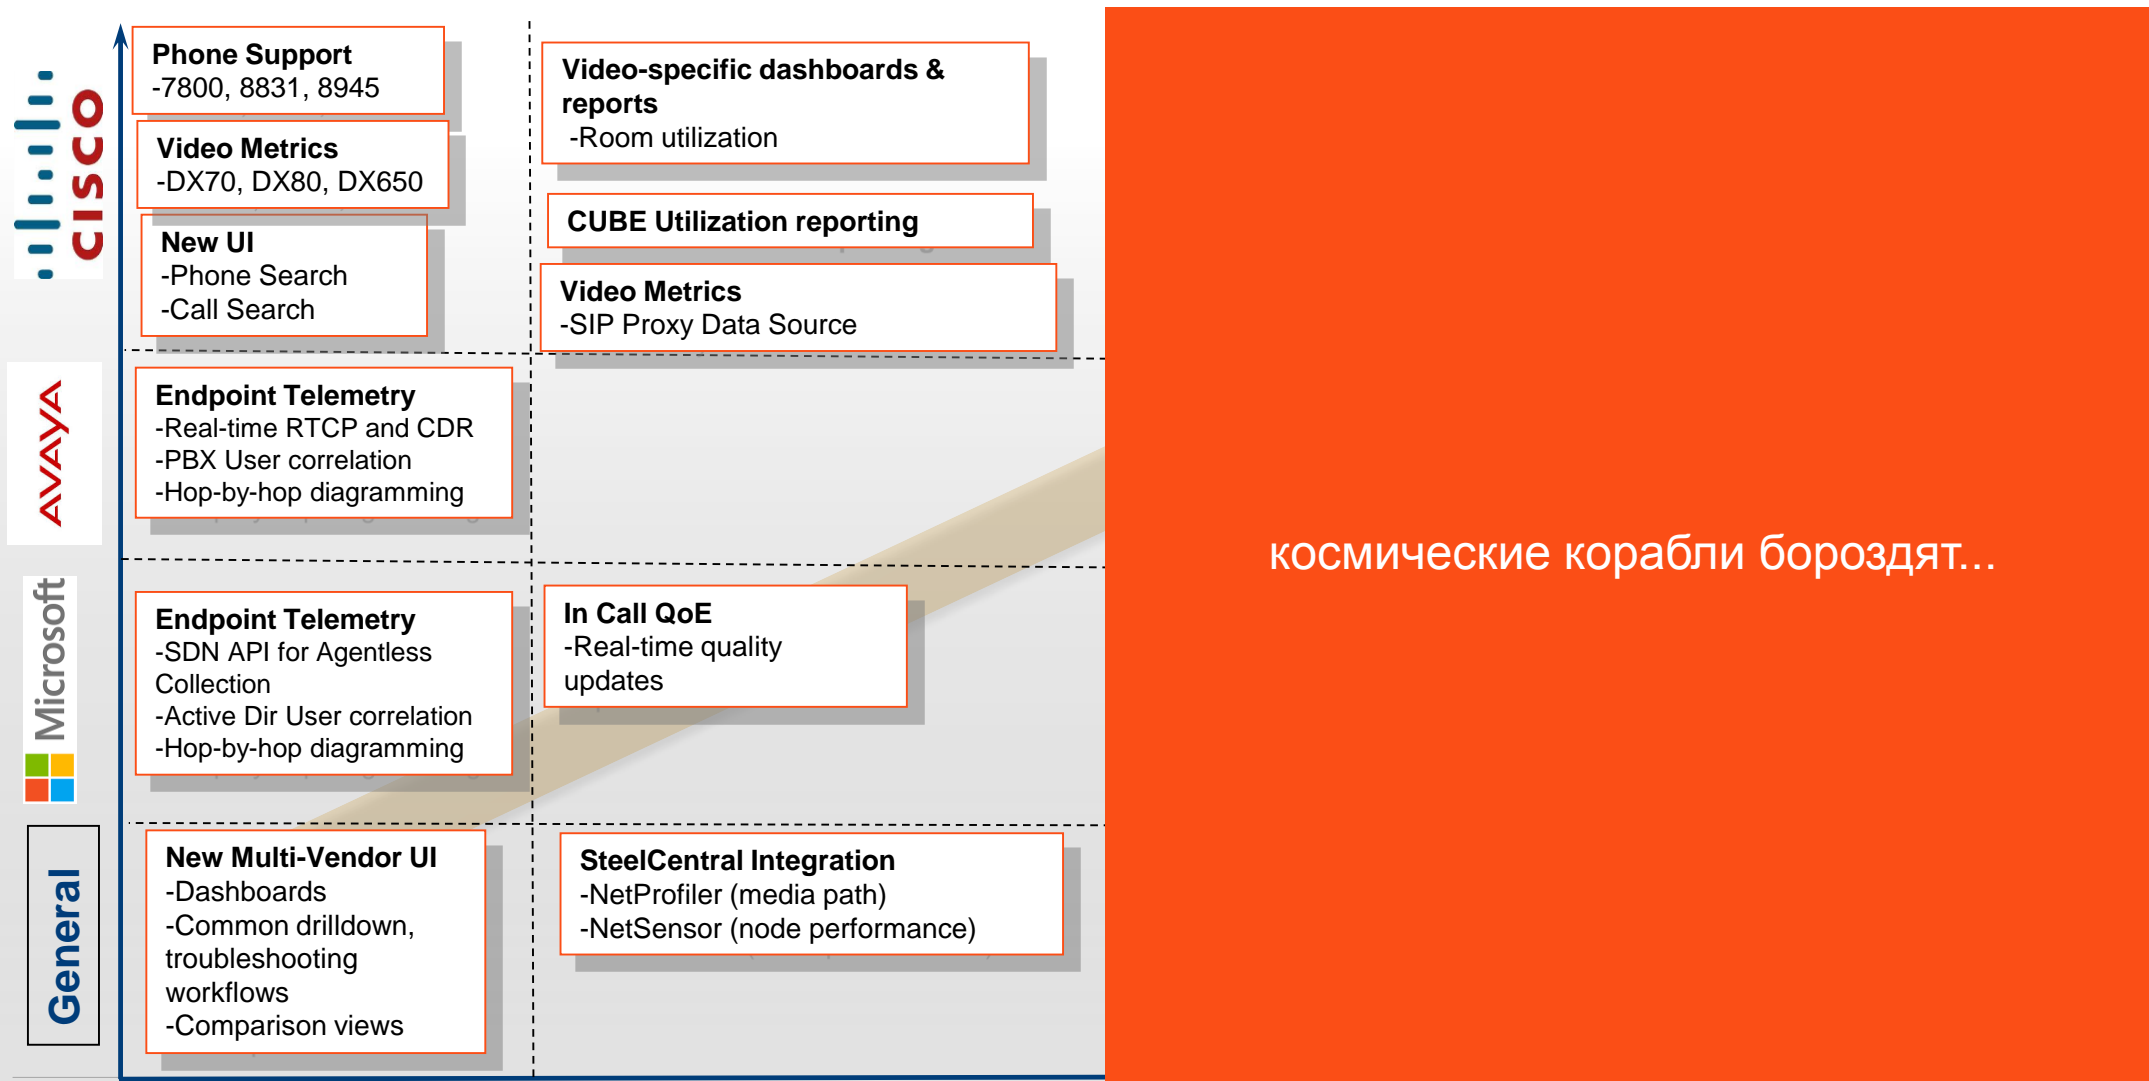 CISCO
Phone Support
-7800, 8831, 8945
Video Metrics
-DX70, DX80, DX650
New UI
-Phone Search
-Call Search
Video-specific dashboards &
reports
-Room utilization
CUBE Utilization reporting
Video Metrics
-SIP Proxy Data Source
AVAYA
Endpoint Telemetry
-Real-time RTCP and CDR
-PBX User correlation
-Hop-by-hop diagramming
Microsoft
Endpoint Telemetry
-SDN API for Agentless
Collection
-Active Dir User correlation
-Hop-by-hop diagramming
In Call QoE
-Real-time quality
updates
General
New Multi-Vendor UI
-Dashboards
-Common drilldown,
troubleshooting
workflows
-Comparison views
SteelCentral Integration
-NetProfiler (media path)
-NetSensor (node performance)
космические корабли бороздят...